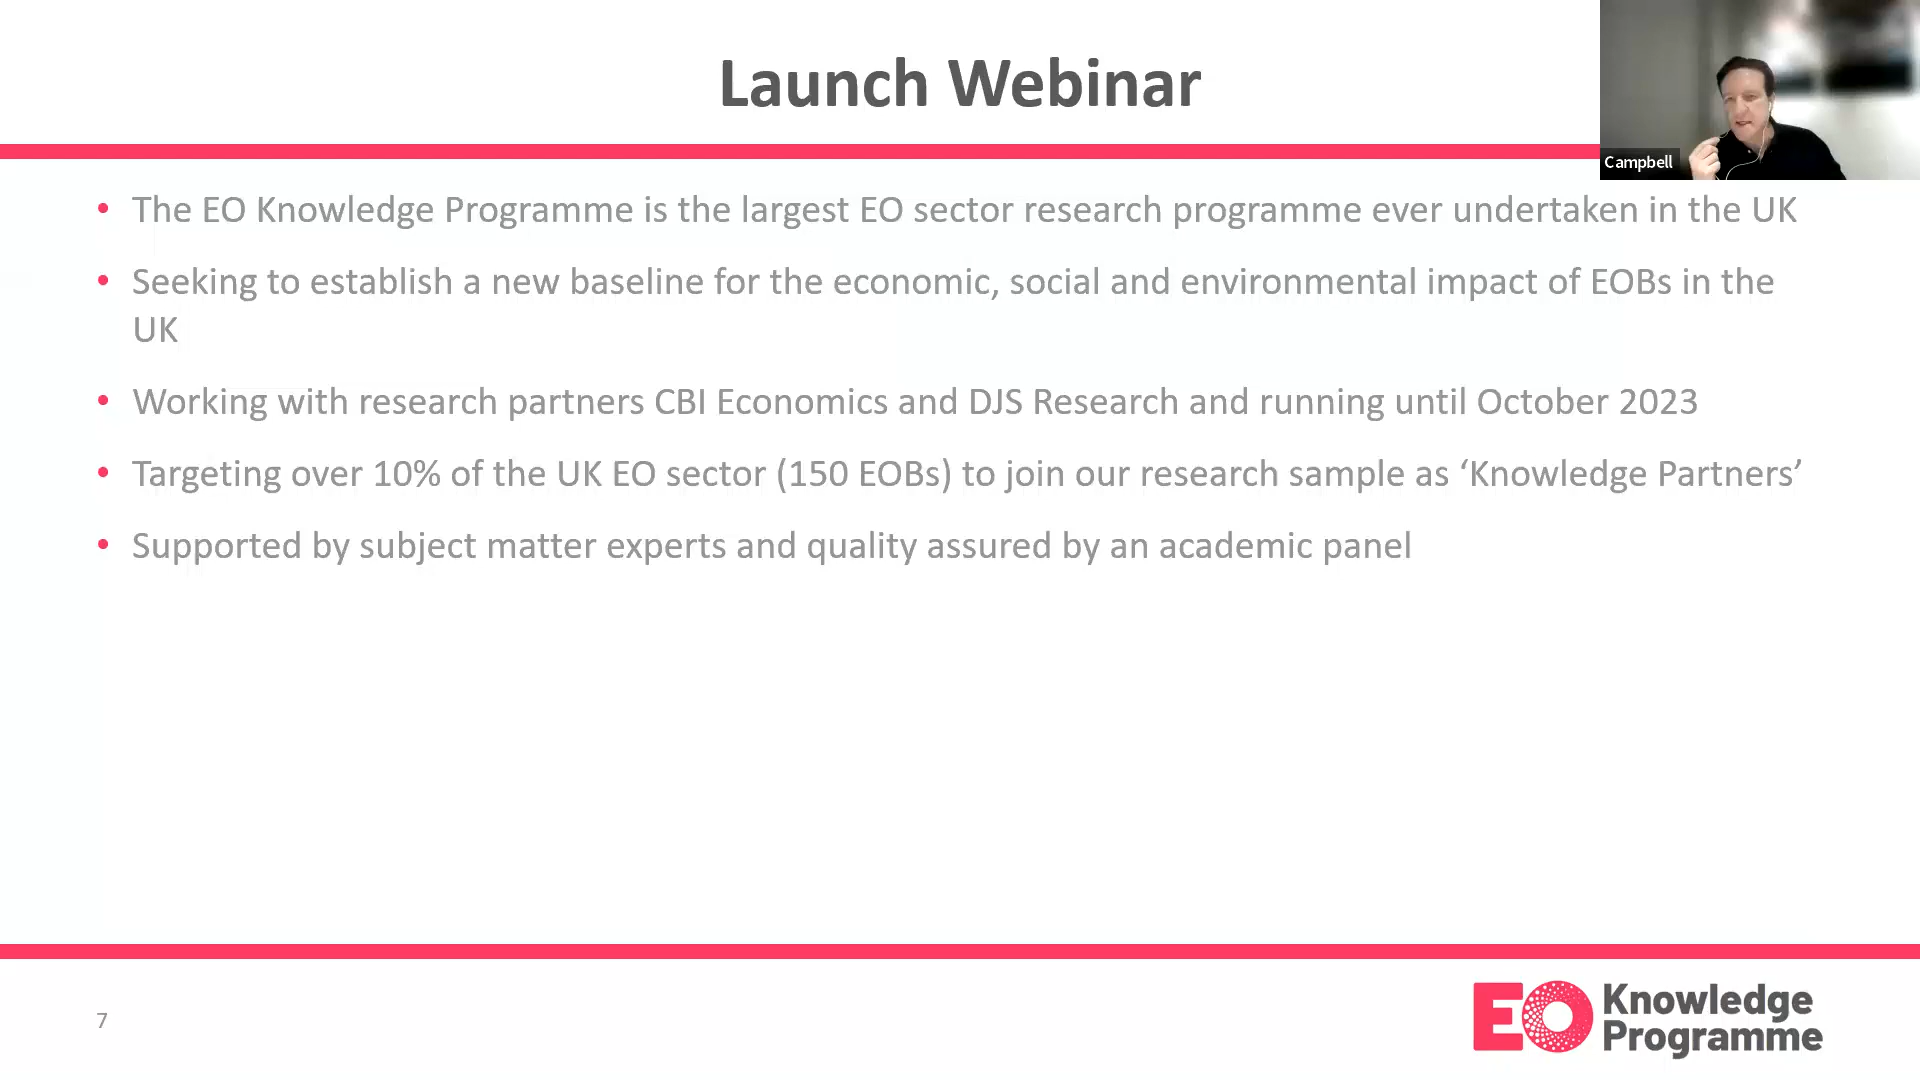 Launch Webinar
Campbell
• The EO Knowledge Programme is the largest EO sector research programme ever undertaken in the UK
• Seeking to establish a new baseline for the economic, social and environmental impact of EOBs in the
UK
• Working with research partners CBI Economics and DJS Research and running until October 2023
• Targeting over 10% of the UK EO sector (150 EOBs) to join our research sample as ‘Knowledge Partners’
• Supported by subject matter experts and quality assured by an academic panel
7
EO Knowledge
Programme